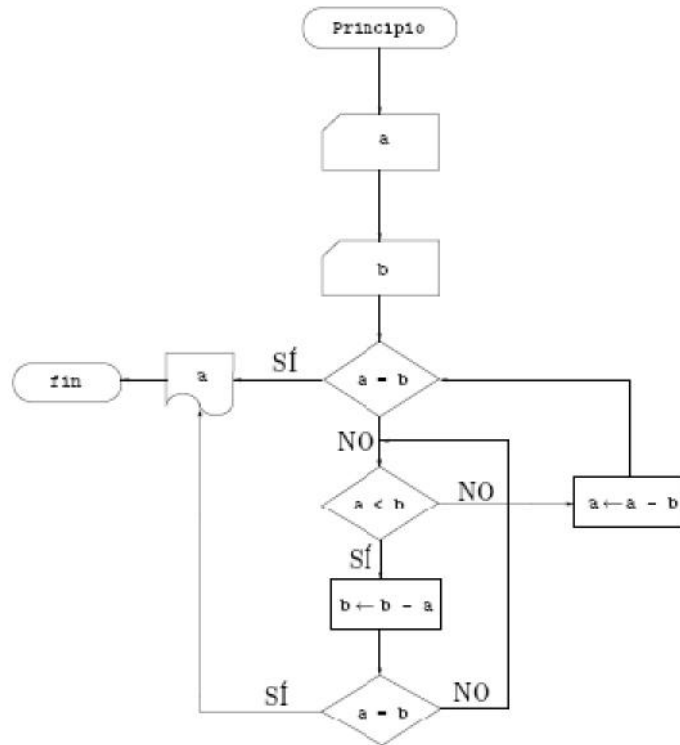 Principio
a
b
a = b
SÍ
a
fin
NO
a < b
NO
a ← a - b
SÍ
b ← b - a
a = b
SÍ
NO